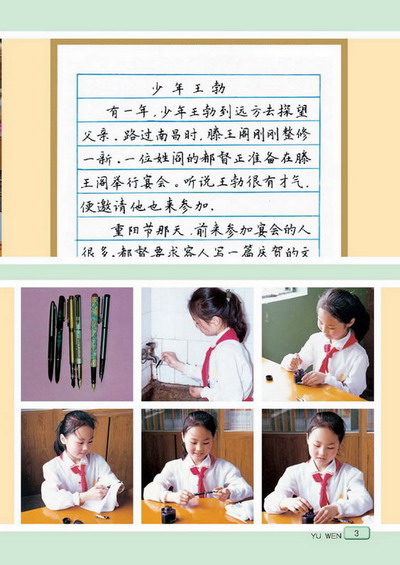 少年王勃
有一年，少年王勃到远方去探望
父亲，路过南昌时，滕王阁刚刚整修
一新，一位姓阎的都督正准备在滕
王阁举行宴会。听说王勃很有才气，
便邀请他也来参加。
重阳节那天，前来参加宴会的人
很多，都督要求客人写一篇庆贺的文
YU WEN 3